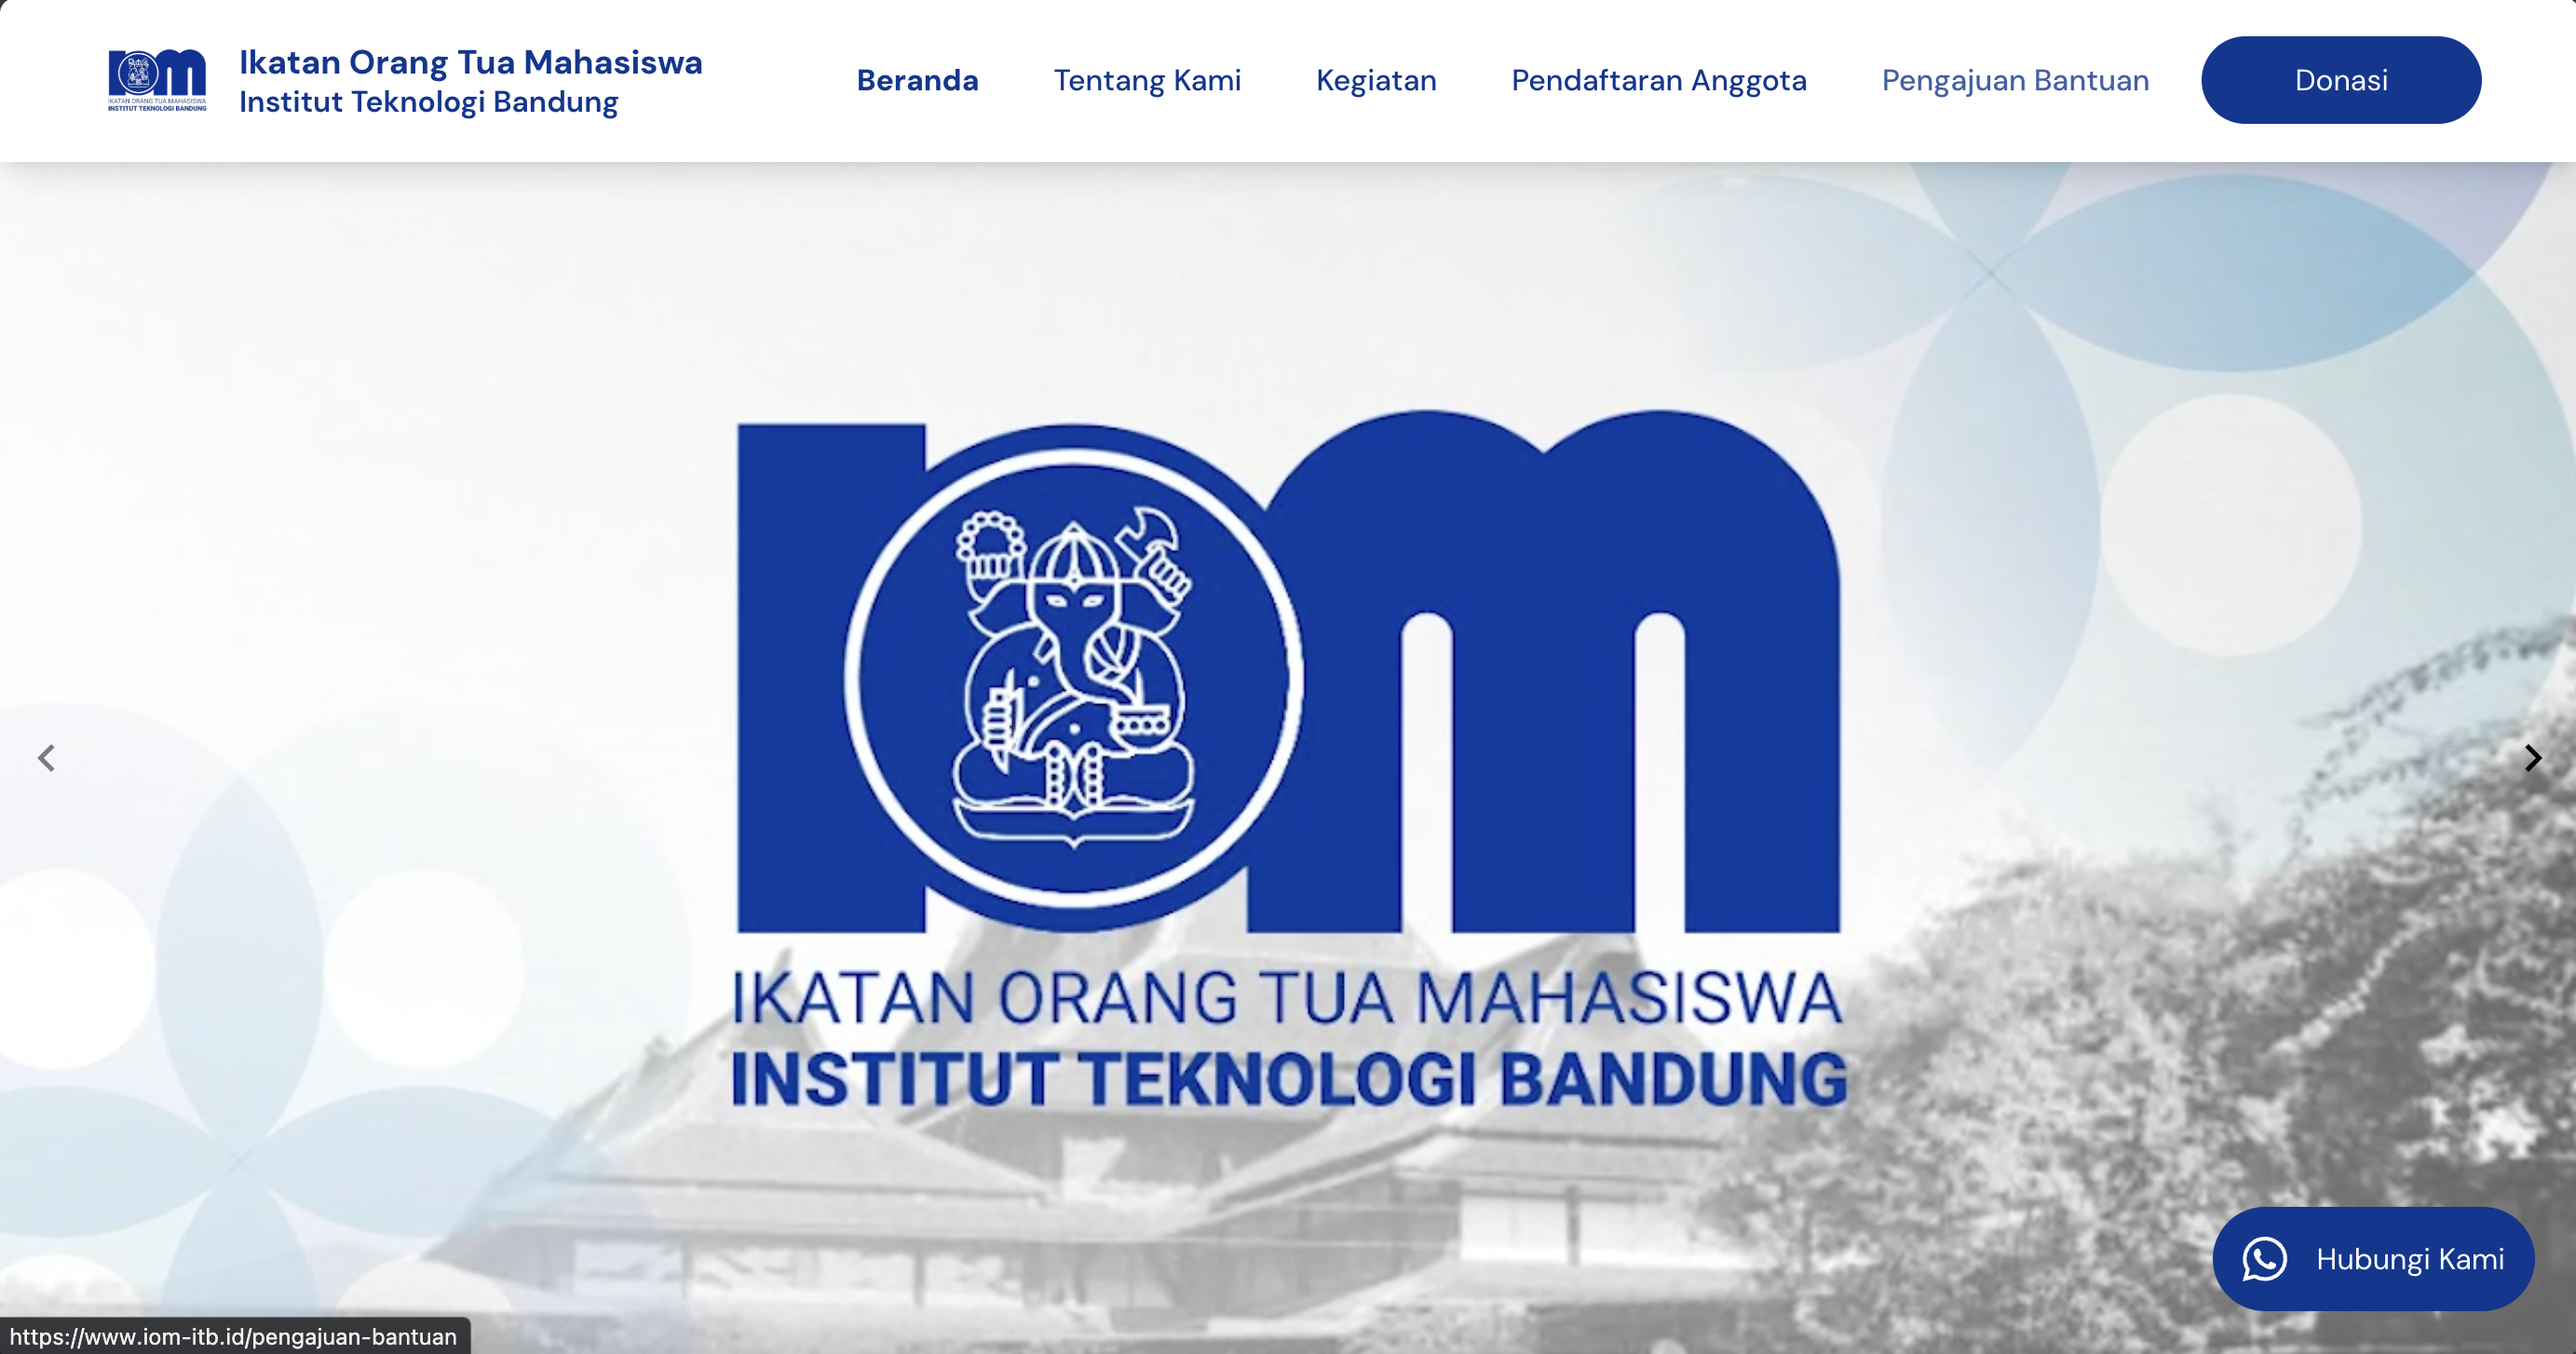 Ikatan Orang Tua Mahasiswa
Institut Teknologi Bandung
IKATAN ORANG TUA MAHASISWA
INSTITUT TEKNOLOGI BANDUNG
Beranda
Tentang Kami
Kegiatan
Pendaftaran Anggota
Pengajuan Bantuan
Donasi
iom
IKATAN ORANG TUA MAHASISWA
INSTITUT TEKNOLOGI BANDUNG
Hubungi Kami
https://www.iom-itb.id/pengajuan-bantuan